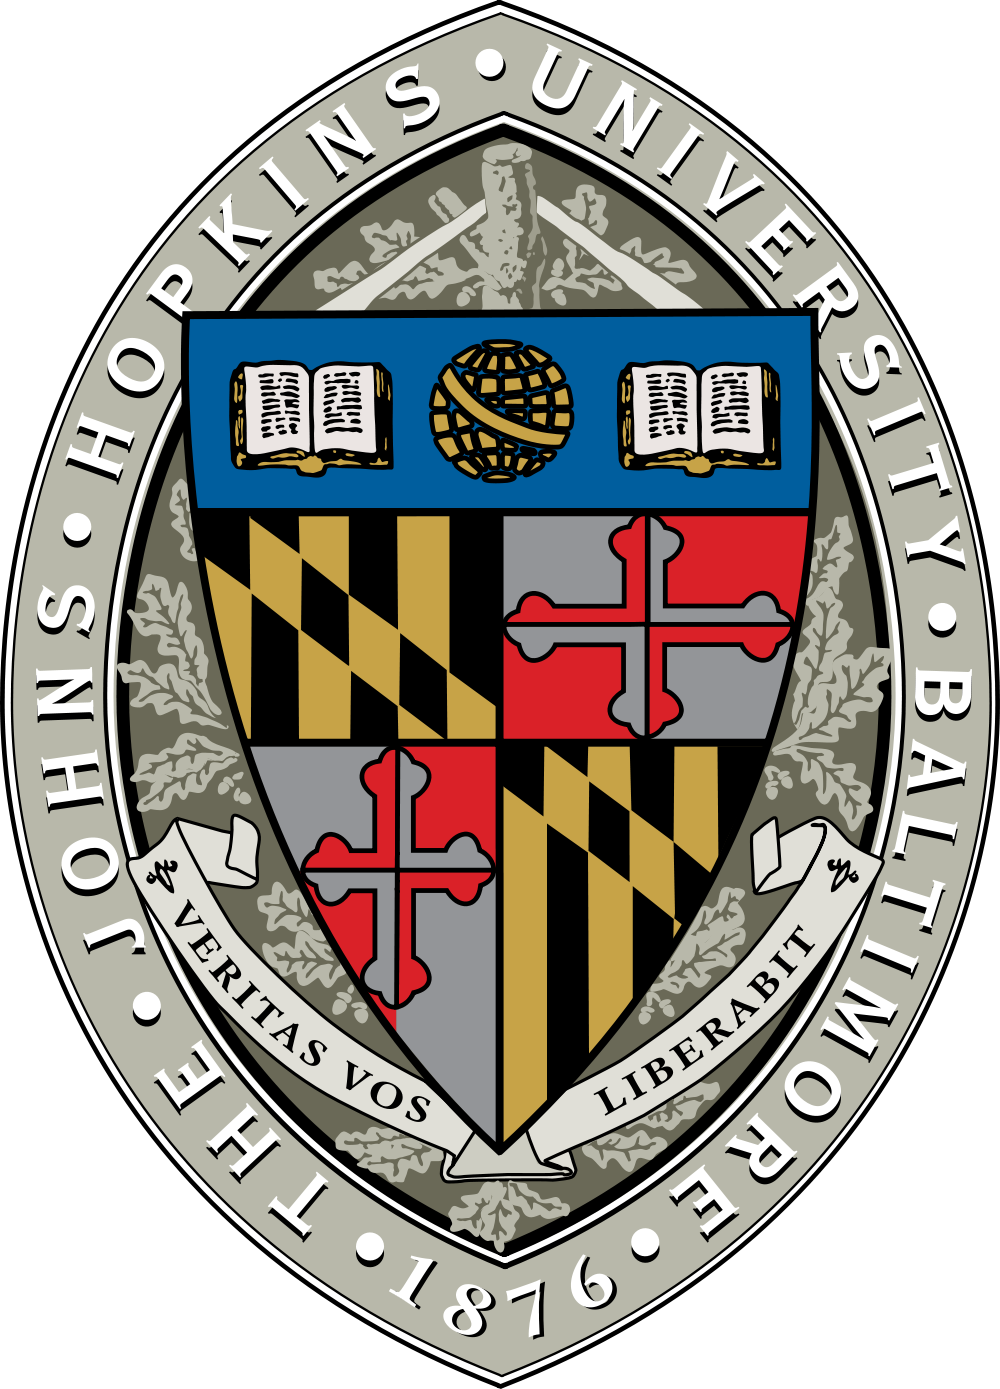 THE • JOHNS • HOPKINS • UNIVERSITY • BALTIMORE • 1876 •
VERITAS VOS LIBERABIT